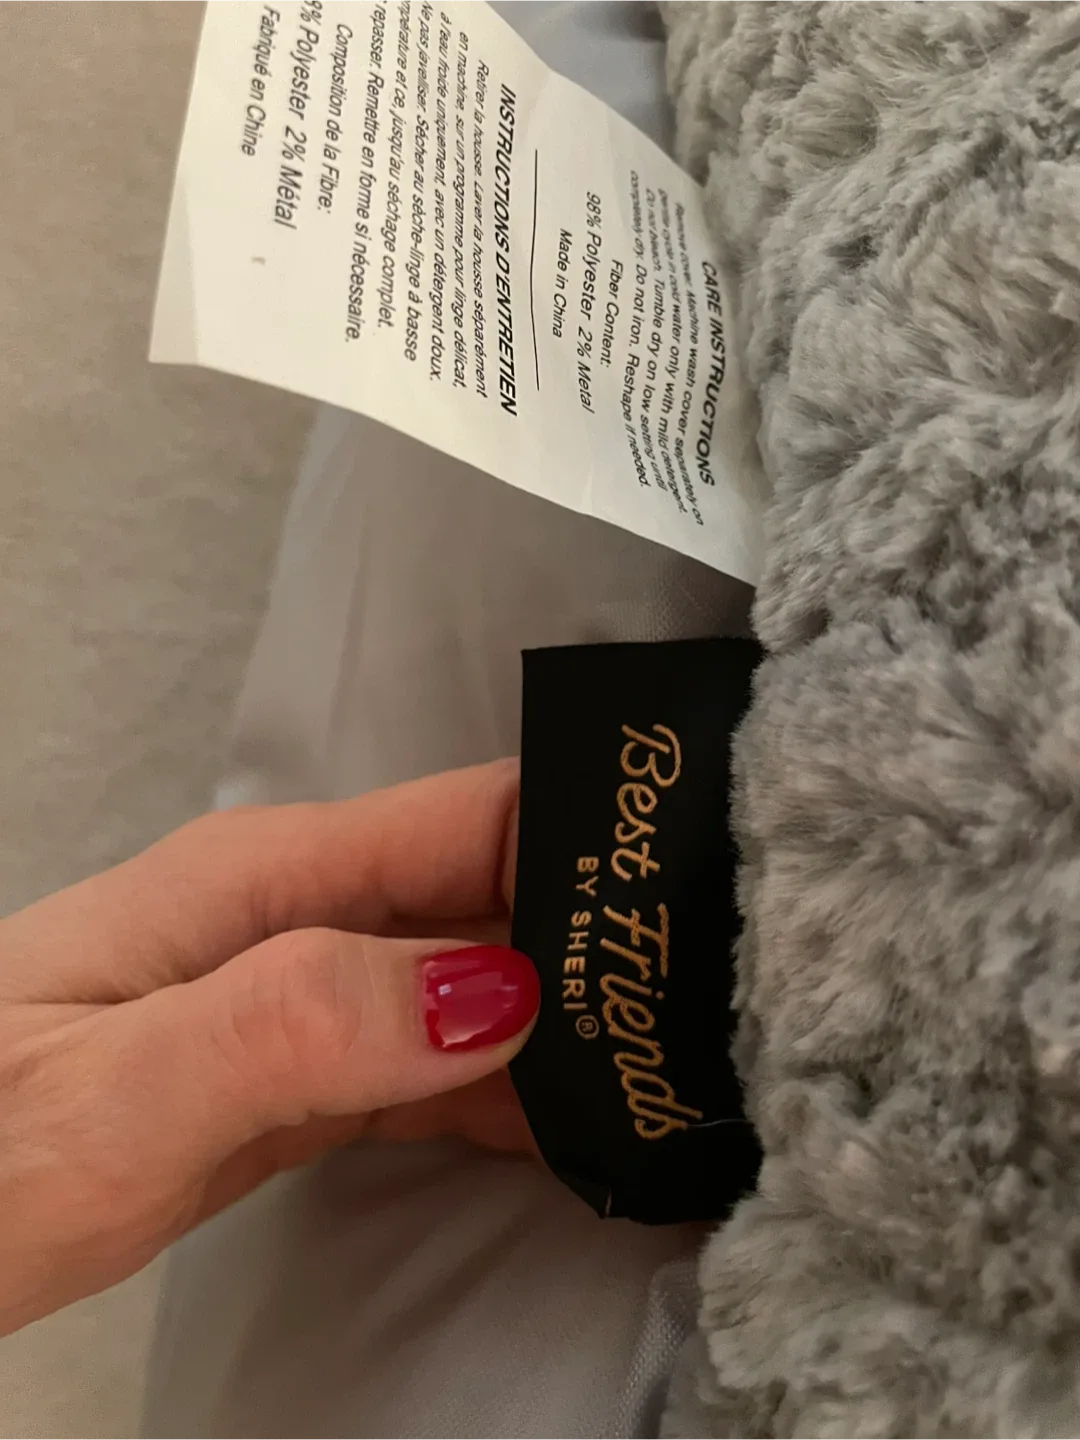 CARE INSTRUCTIONS
Remove cover. Machine wash cover separately on
gentle cycle in cold water only with mild detergent.
Do not bleach. Tumble dry on low setting until
completely dry. Do not iron. Reshape if needed.
Fiber Content:
98% Polyester 2% Metal
Made in China
INSTRUCTIONS D'ENTRETIEN
Retirer la housse. Laver la housse séparément
en machine, sur un programme pour linge délicat,
à l'eau froide uniquement, avec un détergent doux.
Ne pas javelliser. Sécher au sèche-linge à basse
température et ce, jusqu'au séchage complet.
repasser. Remettre en forme si nécessaire.
Composition de la Fibre:
8% Polyester 2% Métal
Fabriqué en Chine
Best Friends
BY SHERI®